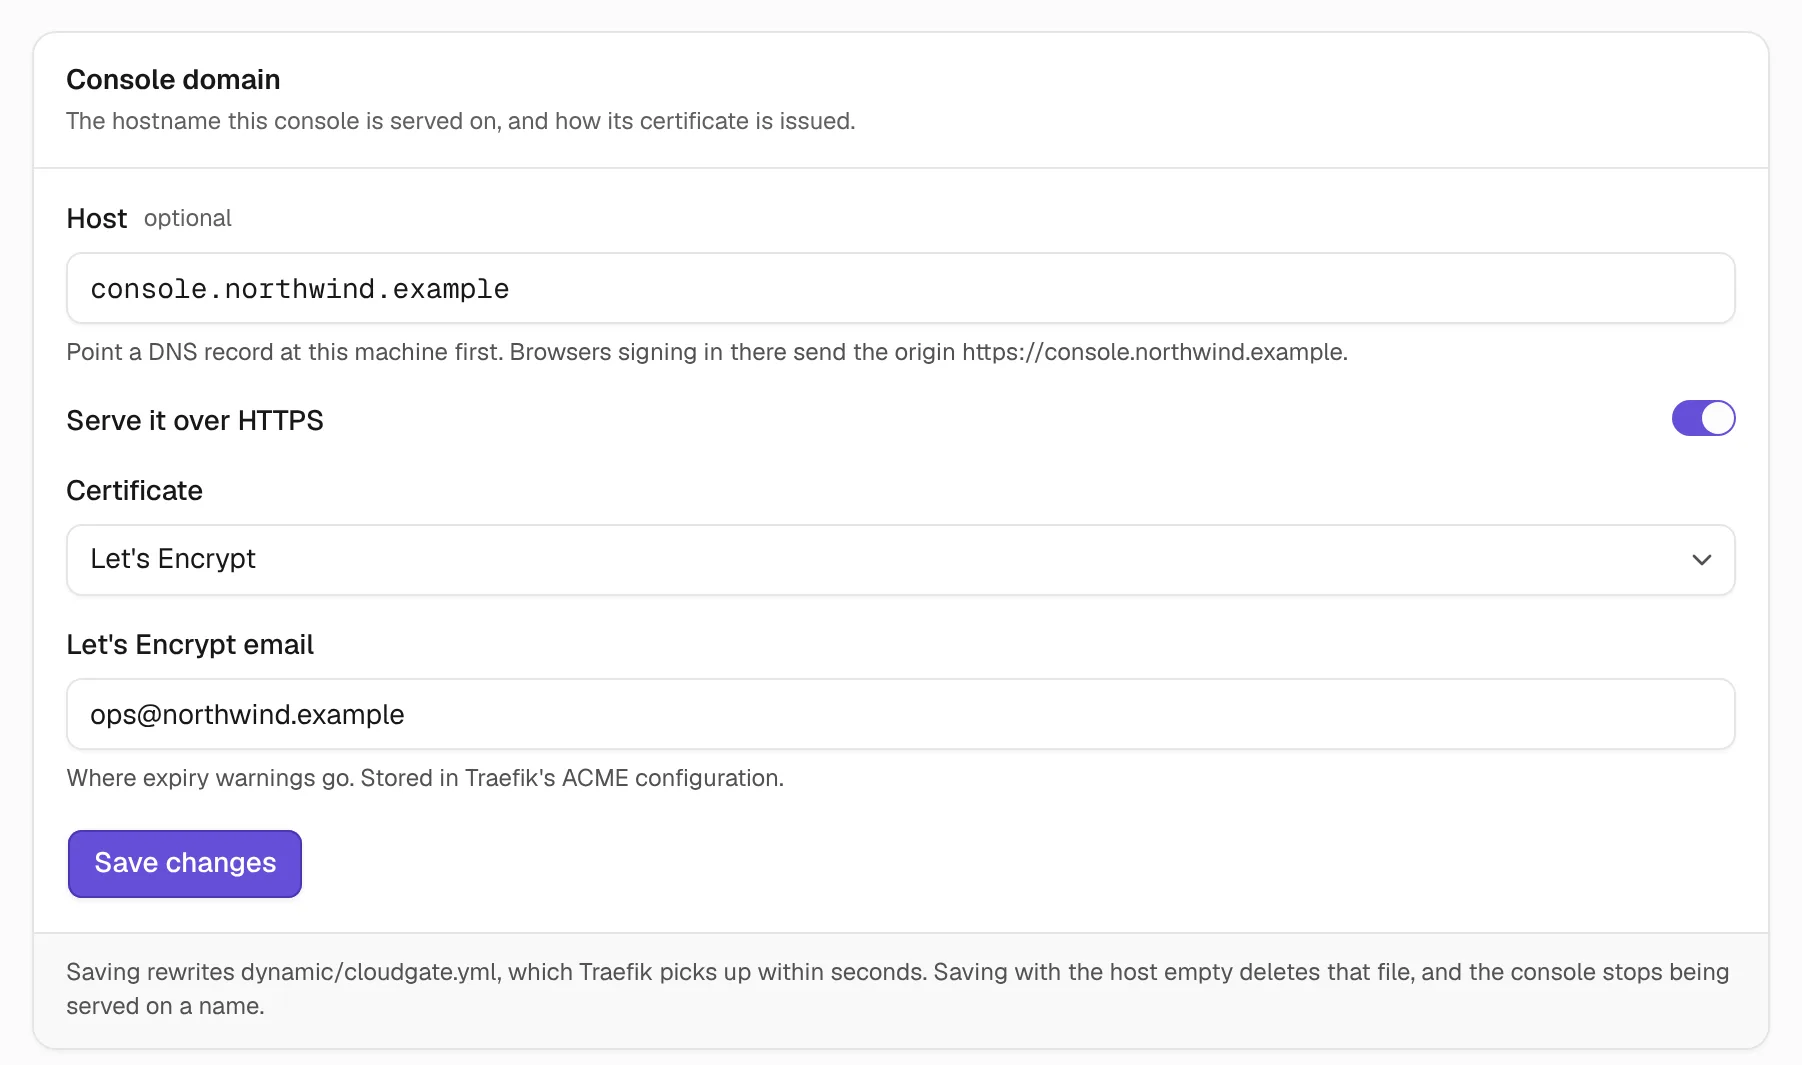 Console domain
The hostname this console is served on, and how its certificate is issued.
Host optional
console.northwind.example
Point a DNS record at this machine first. Browsers signing in there send the origin https://console.northwind.example.
Serve it over HTTPS
Certificate
Let's Encrypt
Let's Encrypt email
ops@northwind.example
Where expiry warnings go. Stored in Traefik's ACME configuration.
Save changes
Saving rewrites dynamic/cloudgate.yml, which Traefik picks up within seconds. Saving with the host empty deletes that file, and the console stops being
served on a name.